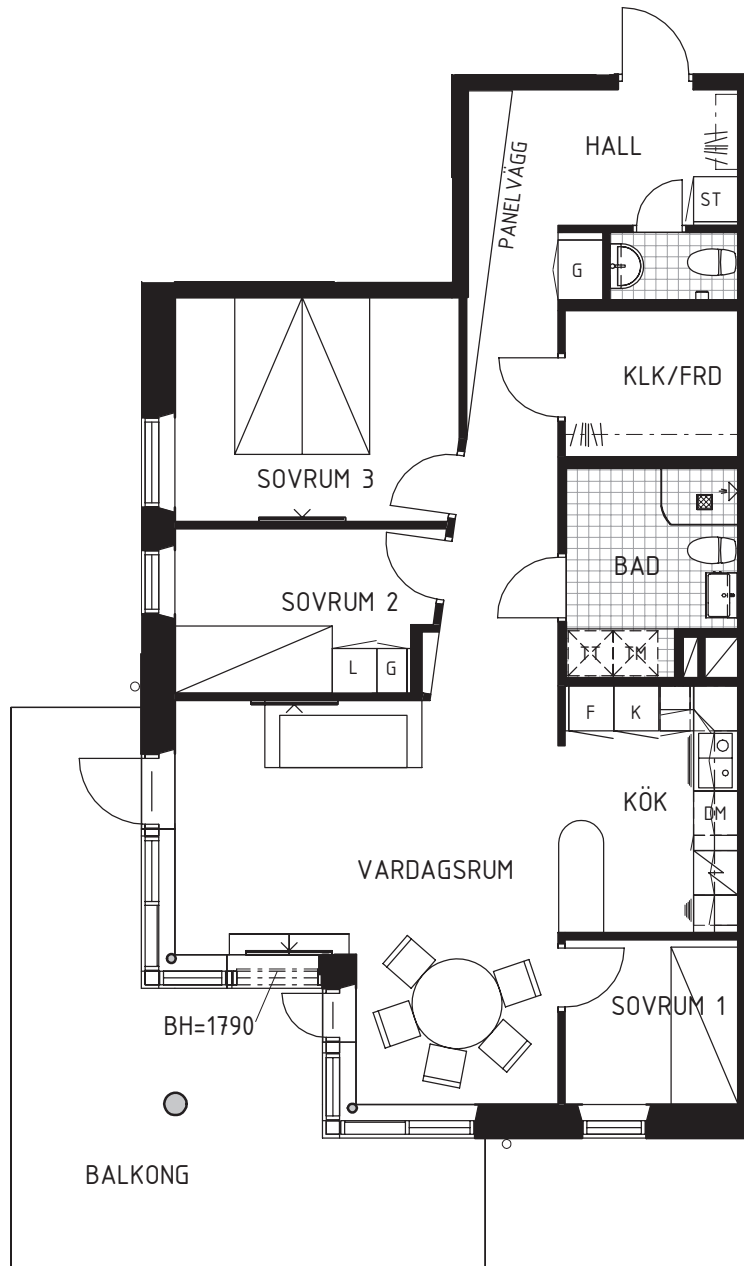 HALL
PANELVÄGG
ST
G
KLK/FRD
SOVRUM 3
BAD
SOVRUM 2
TT
TM
L
G
F
K
KÖK
DM
VARDAGSRUM
SOVRUM 1
BH=1790
BALKONG